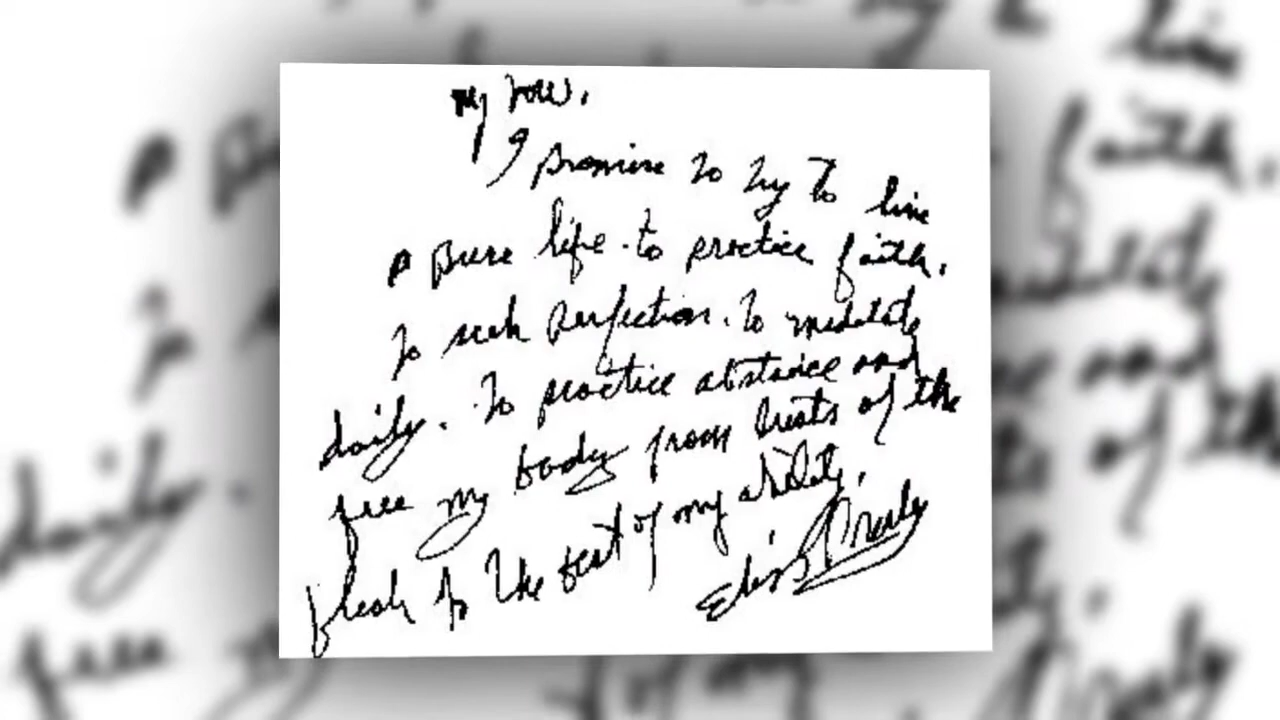 My Vow.
I promise to try to live
A Pure life. to practice faith.
To seek Perfection. To meditate
daily. To practice abstaice and
free my body from lusts of the
flesh to the best of my ability.
Elvis Presley